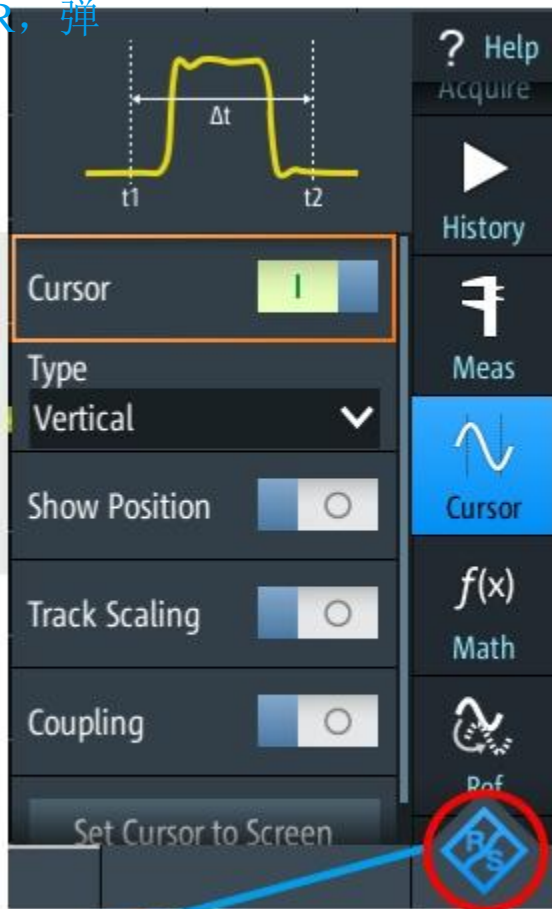 R，弹
? Help
Acquire
Δt
t1 t2
History
Cursor
Meas
Type
Vertical
Cursor
Show Position
f(x)
Math
Track Scaling
Coupling
Ref
Set Cursor to Screen
R&S